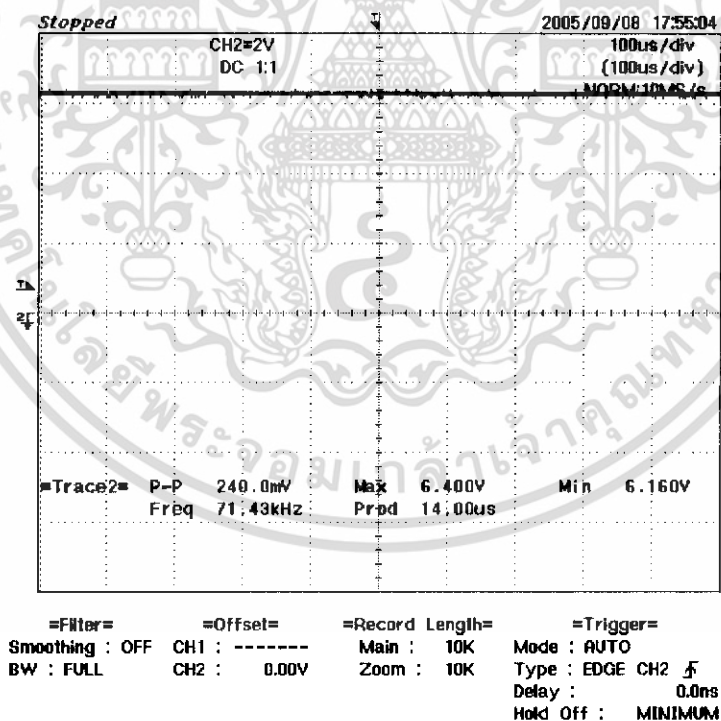 Stopped 2005/09/08 17:55:04
CH2=2V 100us/div
DC 1:1 (100us/div)
NORM:10MS/s
=Trace2= P-P 240.0mV Max 6.400V Min 6.160V
Freq 71.43kHz Prod 14.00us
=Filter= =Offset= =Record Length= =Trigger=
Smoothing : OFF CH1 : ------- Main : 10K Mode : AUTO
BW : FULL CH2 : 0.00V Zoom : 10K Type : EDGE CH2
Delay : 0.0ns
Hold Off : MINIMUM